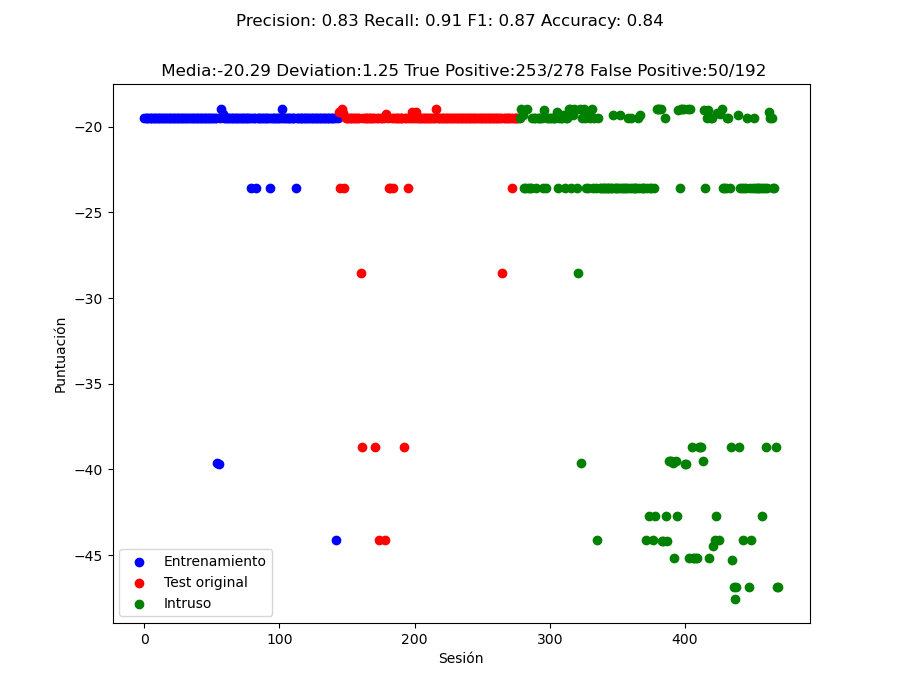 Precision: 0.83 Recall: 0.91 F1: 0.87 Accuracy: 0.84
Media:-20.29 Deviation:1.25 True Positive:253/278 False Positive:50/192
−20
−25
−30
−35
−40
−45
Puntuación
Entrenamiento
Test original
Intruso
0 100 200 300 400
Sesión